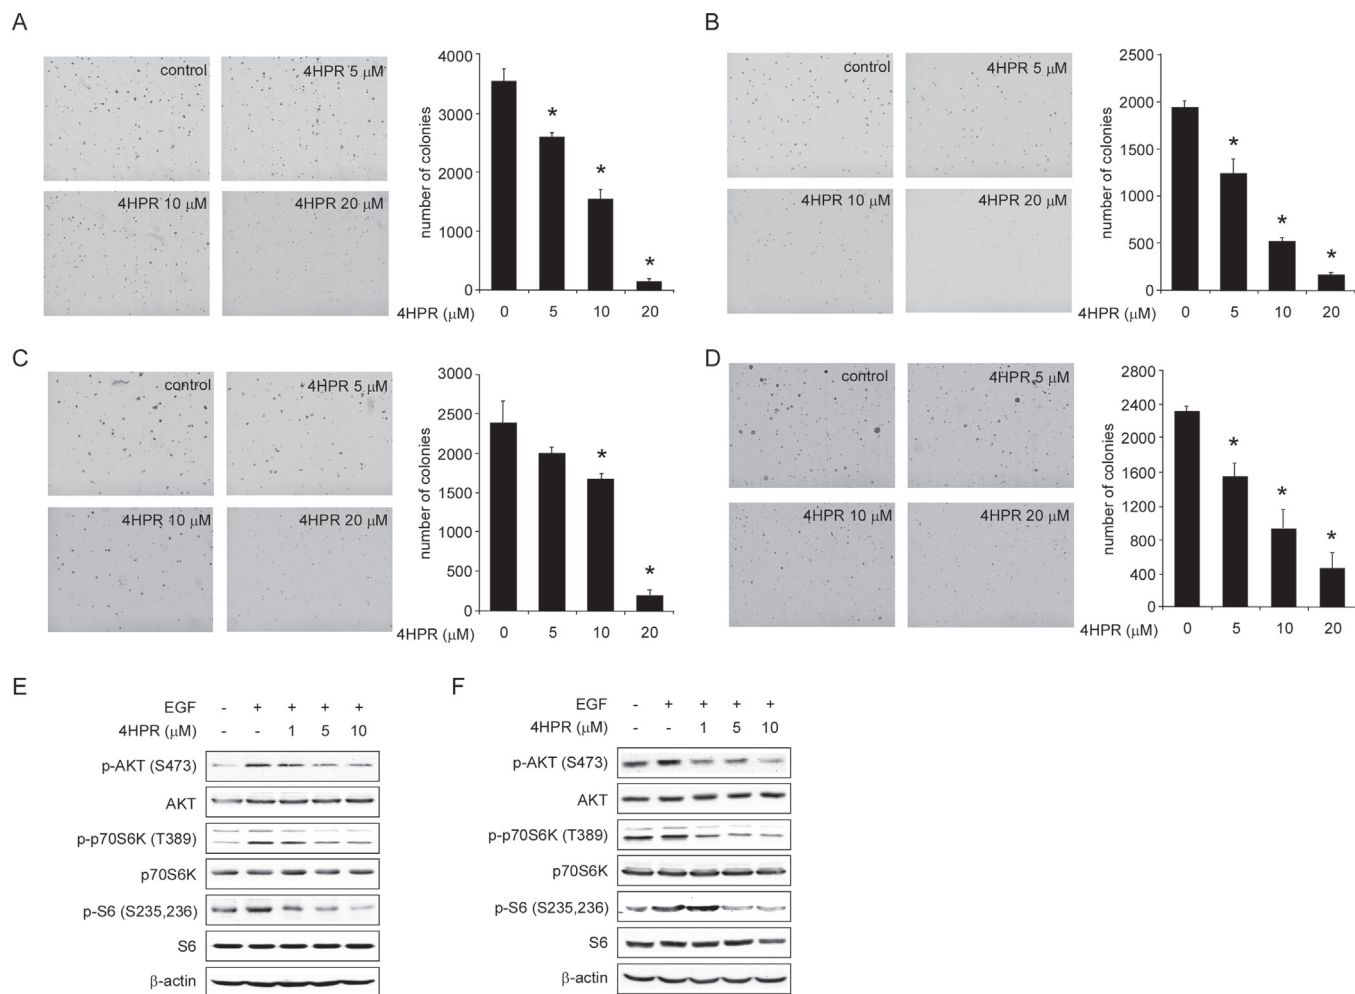 A
control
4HPR 5 μM
4HPR 10 μM
4HPR 20 μM
number of colonies
4000
3000
2000
1000
0
* * *
4HPR (μM) 0 5 10 20
B
control
4HPR 5 μM
4HPR 10 μM
4HPR 20 μM
number of colonies
2500
2000
1500
1000
500
0
* * *
4HPR (μM) 0 5 10 20
C
control
4HPR 5 μM
4HPR 10 μM
4HPR 20 μM
number of colonies
3000
2500
2000
1500
1000
500
0
* *
4HPR (μM) 0 5 10 20
D
control
4HPR 5 μM
4HPR 10 μM
4HPR 20 μM
number of colonies
2800
2400
2000
1600
1200
800
400
0
* * *
4HPR (μM) 0 5 10 20
E
EGF - + + + +
4HPR (μM) - - 1 5 10
p-AKT (S473)
AKT
p-p70S6K (T389)
p70S6K
p-S6 (S235,236)
S6
β-actin
F
EGF - + + + +
4HPR (μM) - - 1 5 10
p-AKT (S473)
AKT
p-p70S6K (T389)
p70S6K
p-S6 (S235,236)
S6
β-actin